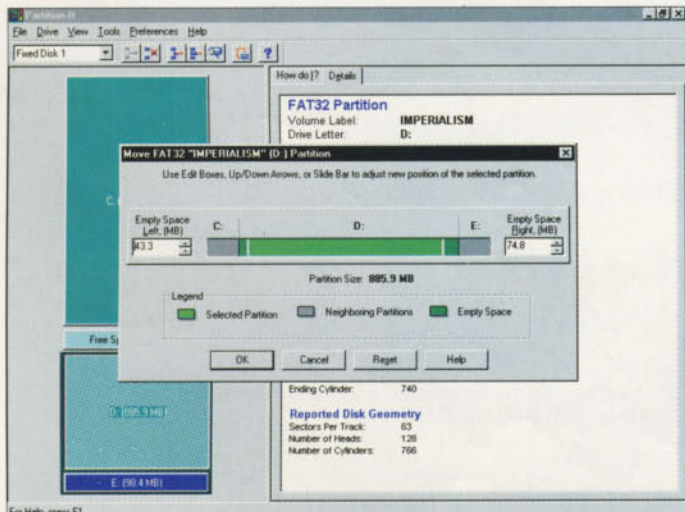 Partition-It
File Drive View Tools Preferences Help
Fixed Disk 1
How do I? Details
FAT32 Partition
Volume Label: IMPERIALISM
Drive Letter: D:
C:
Move FAT32 "IMPERIALISM" (D:) Partition
Use Edit Boxes, Up/Down Arrows, or Slide Bar to adjust new position of the selected partition.
Empty Space Left, (MB)
43.3
C: D: E:
Empty Space Right, (MB)
74.8
Partition Size: 885.9 MB
Legend
Selected Partition Neighboring Partitions Empty Space
OK Cancel Reset Help
Free Sp
Ending Cylinder: 740
Reported Disk Geometry
Sectors Per Track: 63
Number of Heads: 128
Number of Cylinders: 766
D: 885.9 MB
E: (98.4 MB)
For Help, press F1